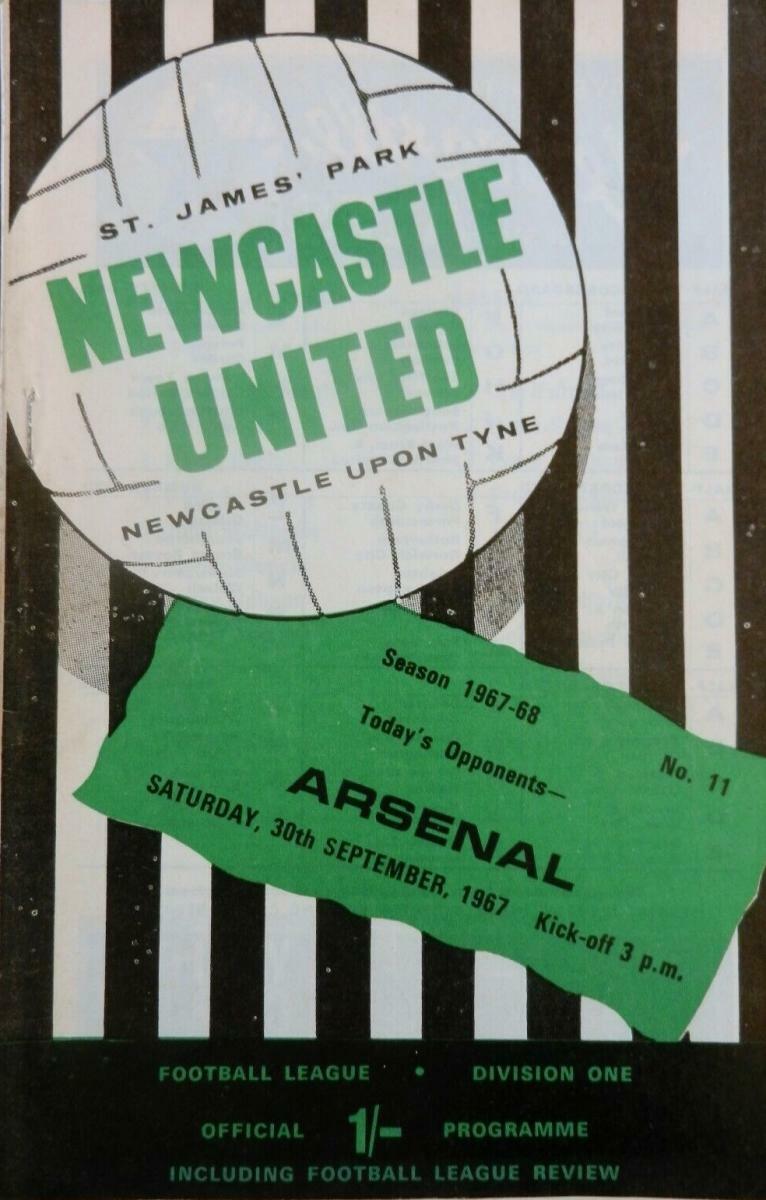 ST. JAMES' PARK
NEWCASTLE
UNITED
NEWCASTLE UPON TYNE
Season 1967-68
No. 11
Today's Opponents—
ARSENAL
SATURDAY, 30th SEPTEMBER, 1967 Kick-off 3 p.m.
FOOTBALL LEAGUE • DIVISION ONE
OFFICIAL 1/- PROGRAMME
INCLUDING FOOTBALL LEAGUE REVIEW